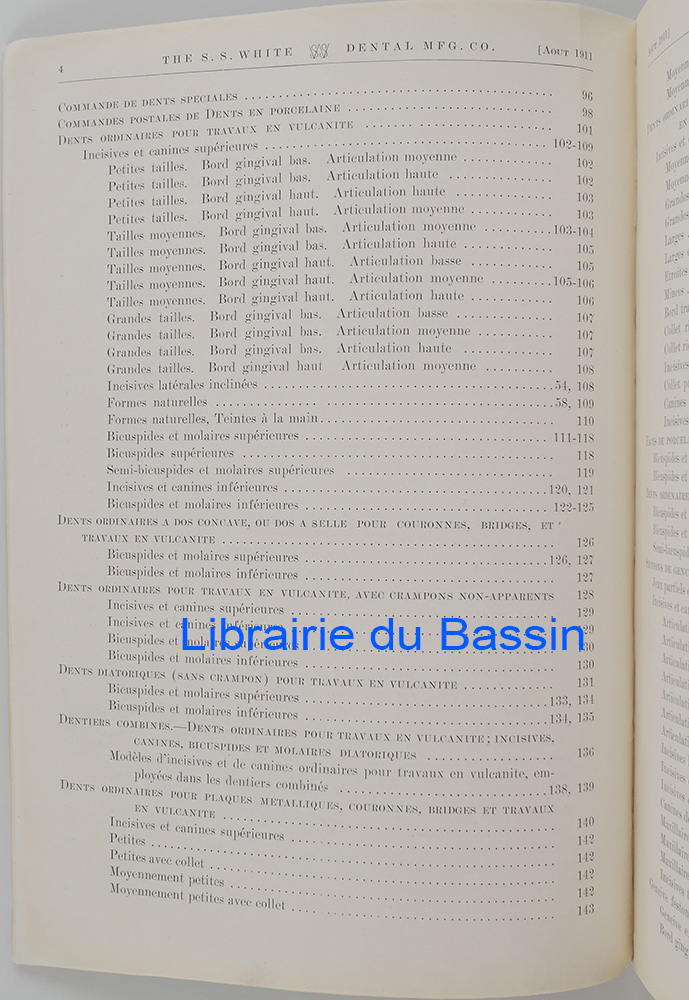 4 THE S. S. WHITE DENTAL MFG. CO. [AOUT 1911
COMMANDE DE DENTS SPECIALES 96
COMMANDES POSTALES DE DENTS EN PORCELAINE 98
DENTS ORDINAIRES POUR TRAVAUX EN VULCANITE 101
Incisives et canines supérieures 102-109
Petites tailles. Bord gingival bas. Articulation moyenne 102
Petites tailles. Bord gingival bas. Articulation haute 102
Petites tailles. Bord gingival haut. Articulation haute 103
Petites tailles. Bord gingival haut. Articulation moyenne 103
Tailles moyennes. Bord gingival bas. Articulation moyenne 103-104
Tailles moyennes. Bord gingival bas. Articulation haute 105
Tailles moyennes. Bord gingival haut. Articulation basse 105
Tailles moyennes. Bord gingival haut. Articulation moyenne 105-106
Tailles moyennes. Bord gingival haut. Articulation haute 106
Grandes tailles. Bord gingival bas. Articulation basse 107
Grandes tailles. Bord gingival bas. Articulation moyenne 107
Grandes tailles. Bord gingival bas. Articulation haute 107
Grandes tailles. Bord gingival haut Articulation moyenne 108
Incisives latérales inclinées 54, 108
Formes naturelles 58, 109
Formes naturelles, Teintes à la main 110
Bicuspides et molaires supérieures 111-118
Bicuspides supérieures 118
Semi-bicuspides et molaires supérieures 119
Incisives et canines inférieures 120, 121
Bicuspides et molaires inférieures 122-125
DENTS ORDINAIRES A DOS CONCAVE, OU DOS A SELLE POUR COURONNES, BRIDGES, ET
TRAVAUX EN VULCANITE 126
Bicuspides et molaires supérieures 126, 127
Bicuspides et molaires inférieures 127
DENTS ORDINAIRES POUR TRAVAUX EN VULCANITE, AVEC CRAMPONS NON-APPARENTS 128
Incisives et canines supérieures 129
Incisives et canines inférieures 129
Librairie du Bassin
Bicuspides et molaires supérieures 130
Bicuspides et molaires inférieures 130
DENTS DIATORIQUES (SANS CRAMPON) POUR TRAVAUX EN VULCANITE 131
Bicuspides et molaires supérieures 133, 134
Bicuspides et molaires inférieures 134, 135
DENTIERS COMBINES.—DENTS ORDINAIRES POUR TRAVAUX EN VULCANITE; INCISIVES,
CANINES, BICUSPIDES ET MOLAIRES DIATORIQUES 136
Modèles d'incisives et de canines ordinaires pour travaux en vulcanite, em-
ployées dans les dentiers combinés 138, 139
DENTS ORDINAIRES POUR PLAQUES METALLIQUES, COURONNES, BRIDGES ET TRAVAUX
EN VULCANITE 140
Incisives et canines supérieures 142
Petites 142
Petites avec collet 142
Moyennement petites 142
Moyennement petites avec collet 143